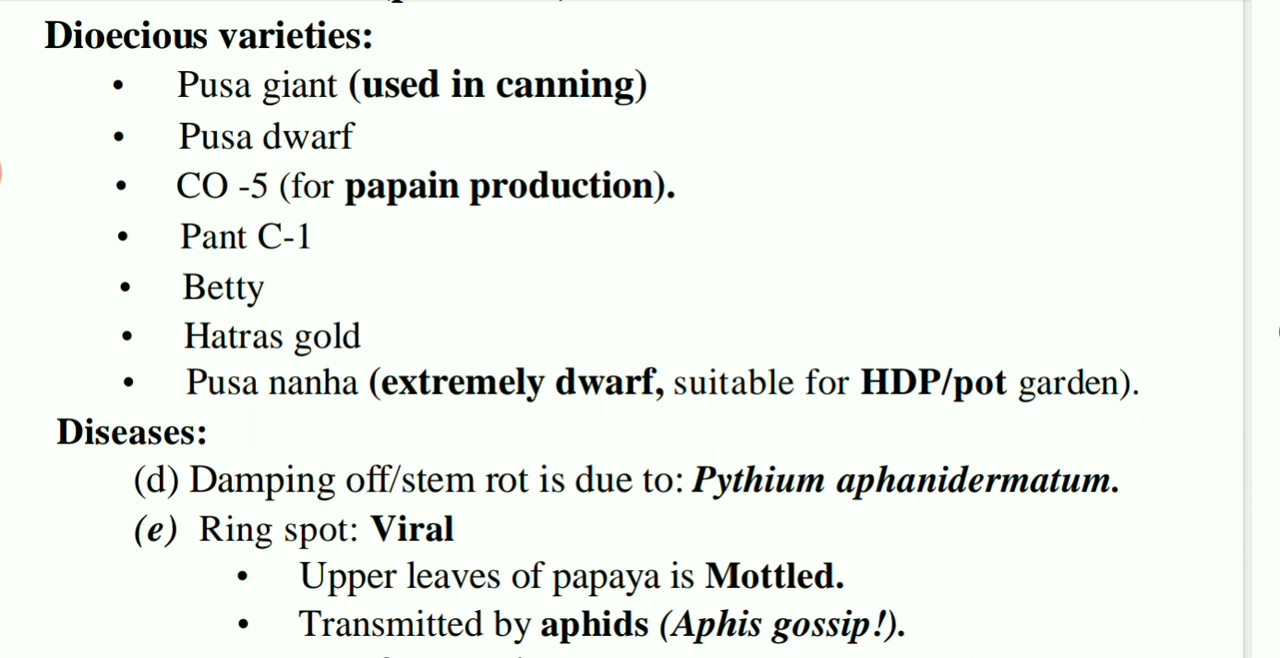 Dioecious varieties:
• Pusa giant (used in canning)
• Pusa dwarf
• CO -5 (for papain production).
• Pant C-1
• Betty
• Hatras gold
• Pusa nanha (extremely dwarf, suitable for HDP/pot garden).
Diseases:
(d) Damping off/stem rot is due to: Pythium aphanidermatum.
(e) Ring spot: Viral
• Upper leaves of papaya is Mottled.
• Transmitted by aphids (Aphis gossip!).